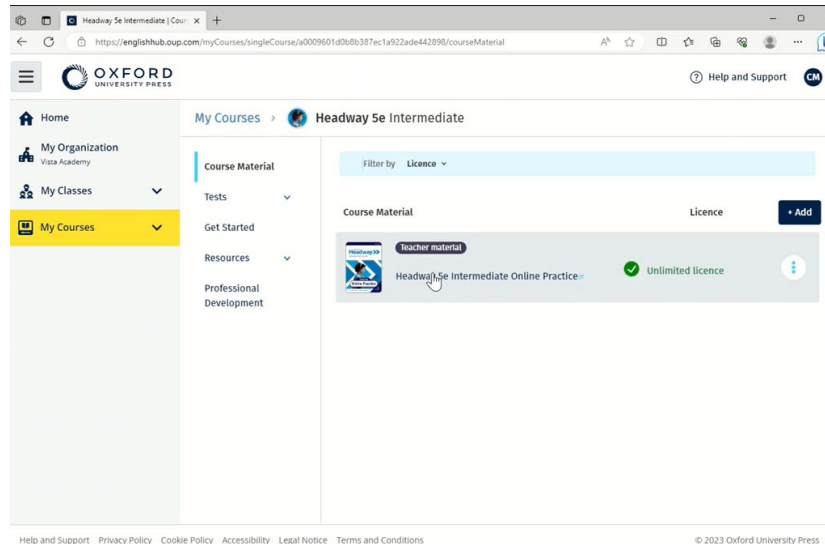 Headway 5e Intermediate | Cour
https://englishhub.oup.com/myCourses/singleCourse/a0009601d0b8b387ec1a922ade442898/courseMaterial
OXFORD
UNIVERSITY PRESS
Help and Support
CM
Home
My Organization
Vista Academy
My Classes
My Courses
My Courses > Headway 5e Intermediate
Course Material
Tests
Get Started
Resources
Professional
Development
Filter by Licence
Course Material Licence + Add
Teacher material
Headway 5e Intermediate Online Practice
Unlimited licence
Headway
Online Practice
Help and Support Privacy Policy Cookie Policy Accessibility Legal Notice Terms and Conditions © 2023 Oxford University Press